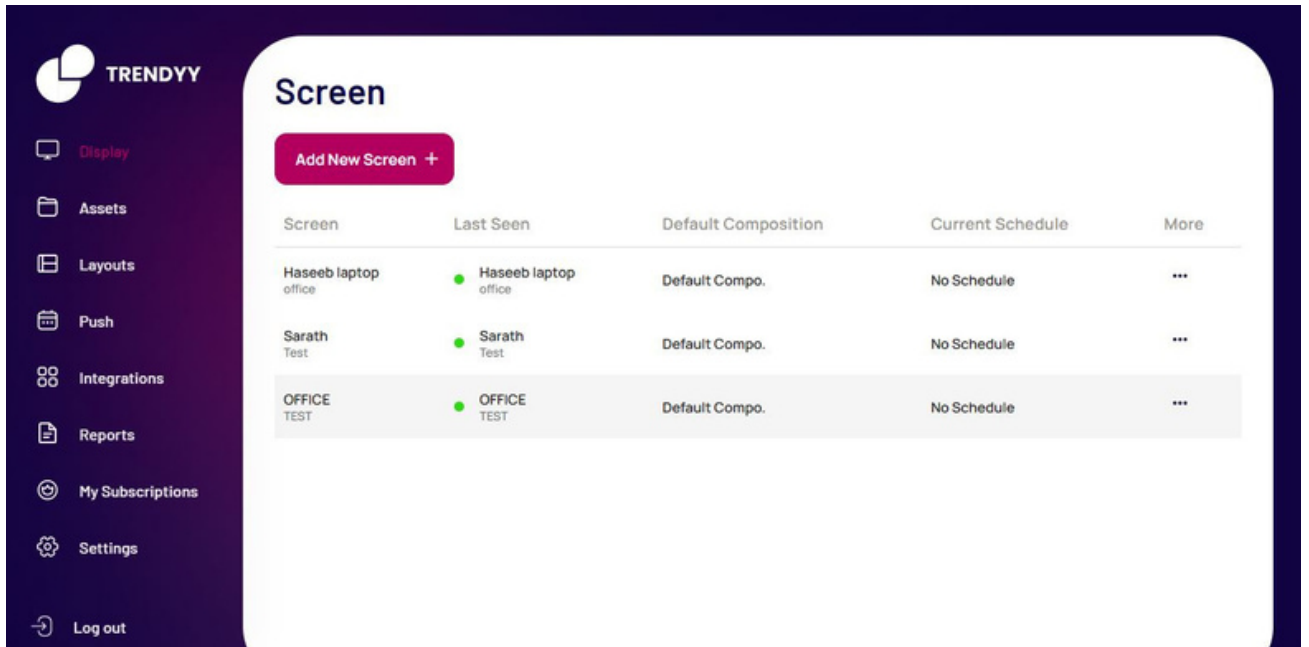 TRENDYY
Display
Assets
Layouts
Push
Integrations
Reports
My Subscriptions
Settings
Log out
Screen
Add New Screen +
Screen Last Seen Default Composition Current Schedule More
Haseeb laptop Haseeb laptop Default Compo. No Schedule ...
office office
Sarath Sarath Default Compo. No Schedule ...
Test Test
OFFICE OFFICE Default Compo. No Schedule ...
TEST TEST